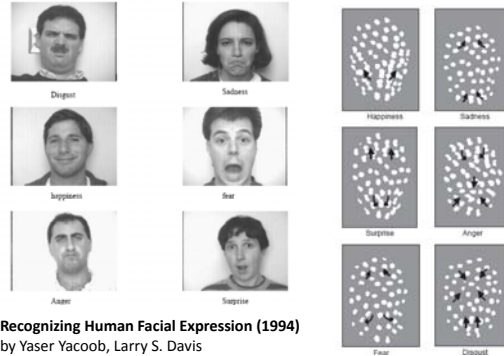 Disgust
Sadness
happiness
fear
Anger
Surprise
Recognizing Human Facial Expression (1994)
by Yaser Yacoob, Larry S. Davis
Happiness
Sadness
Surprise
Anger
Fear
Disgust